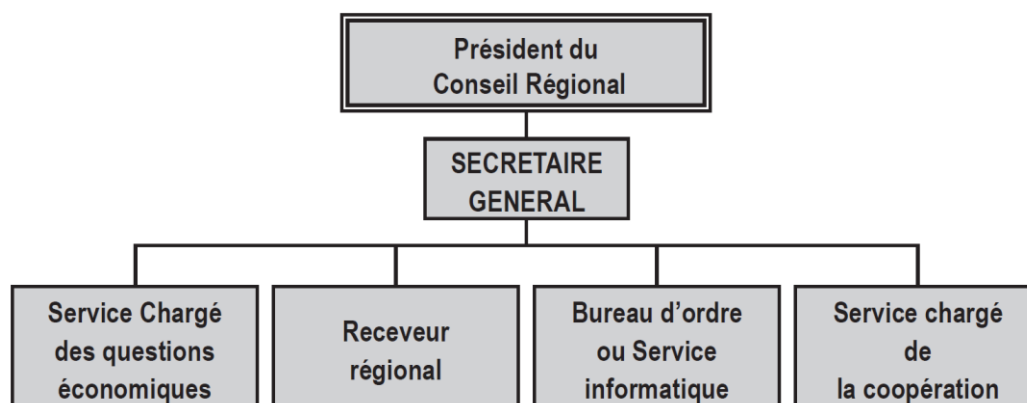 Président du
Conseil Régional
SECRETAIRE
GENERAL
Service Chargé
des questions
économiques
Receveur
régional
Bureau d’ordre
ou Service
informatique
Service chargé
de
la coopération